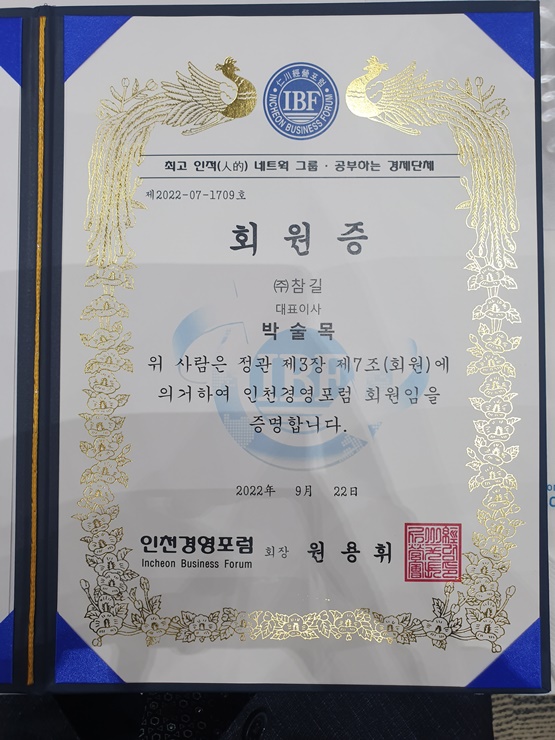 仁川經營포럼
IBF
INCHEON BUSINESS FORUM
최고 인적(人的) 네트웍 그룹 · 공부하는 경제단체
제2022-07-1709호
회원증
㈜참길
대표이사
박술목
위 사람은 정관 제3장 제7조(회원)에
의거하여 인천경영포럼 회원임을
증명합니다.
2022年 9月 22日
인천경영포럼 회장 원용휘
Incheon Business Forum